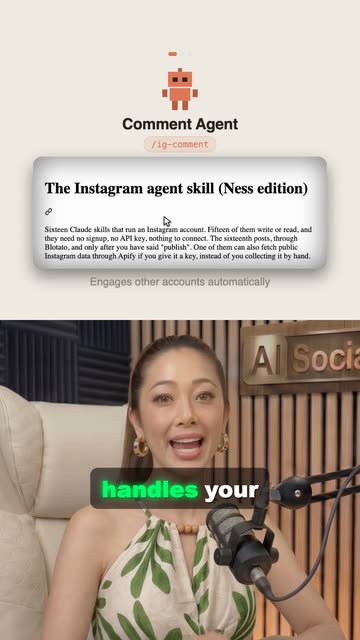 Comment Agent
/ig-comment
The Instagram agent skill (Ness edition)
Sixteen Claude skills that run an Instagram account. Fifteen of them write or read, and
they need no signup, no API key, nothing to connect. The sixteenth posts, through
Blotato, and only after you have said "publish". One of them can also fetch public
Instagram data through Apify if you give it a key, instead of you collecting it by hand.
Engages other accounts automatically
AI Socia
handles your